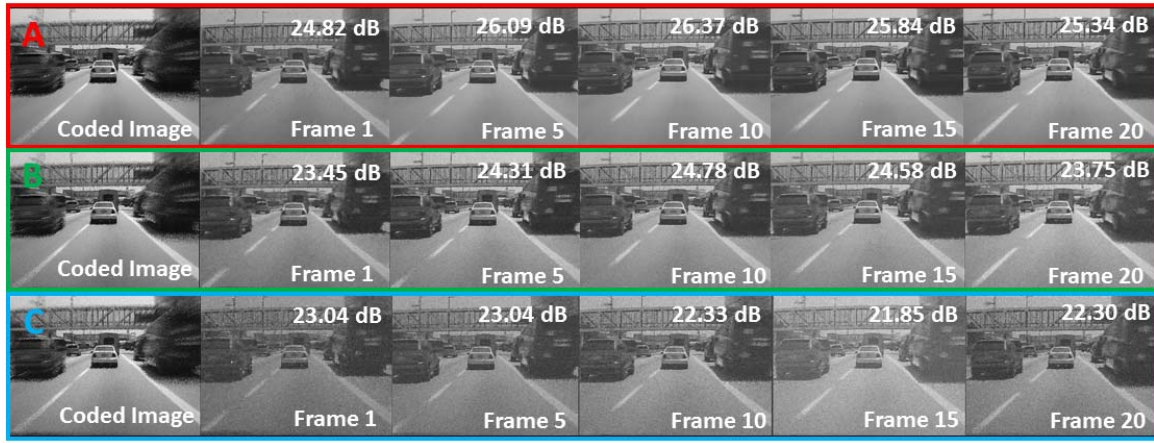 A
24.82 dB 26.09 dB 26.37 dB 25.84 dB 25.34 dB
Coded Image Frame 1 Frame 5 Frame 10 Frame 15 Frame 20
B
23.45 dB 24.31 dB 24.78 dB 24.58 dB 23.75 dB
Coded Image Frame 1 Frame 5 Frame 10 Frame 15 Frame 20
C
23.04 dB 23.04 dB 22.33 dB 21.85 dB 22.30 dB
Coded Image Frame 1 Frame 5 Frame 10 Frame 15 Frame 20